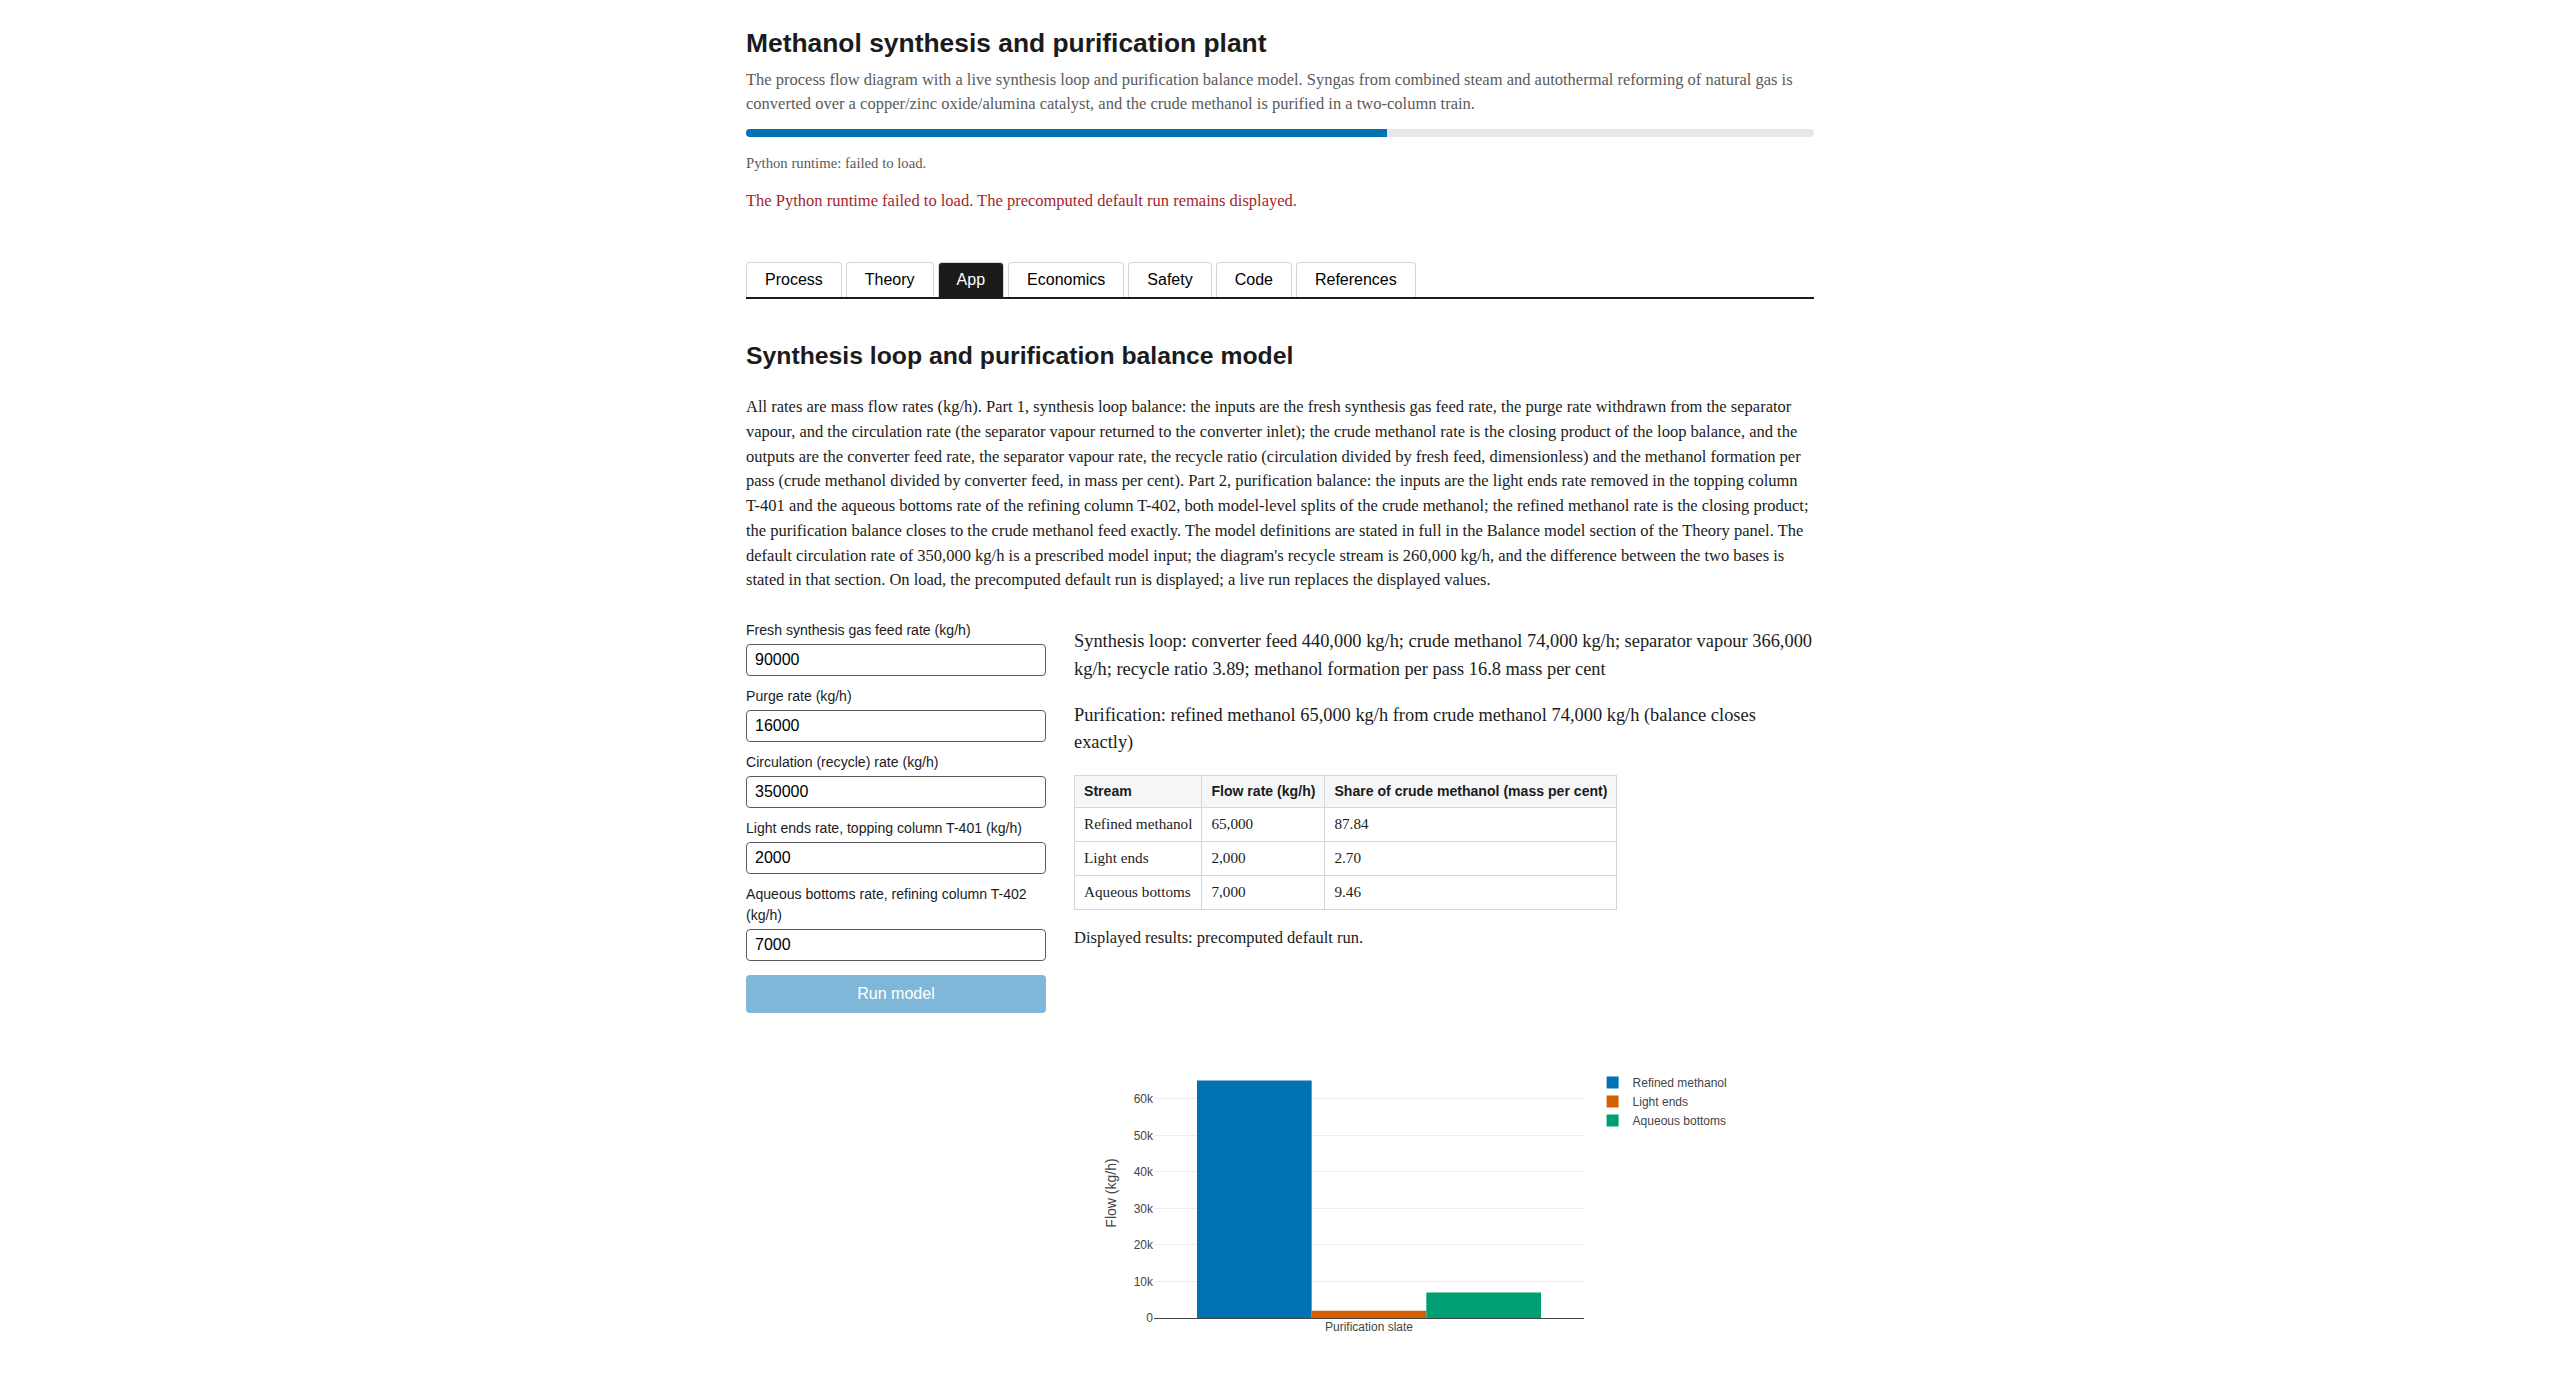 Methanol synthesis and purification plant
The process flow diagram with a live synthesis loop and purification balance model. Syngas from combined steam and autothermal reforming of natural gas is
converted over a copper/zinc oxide/alumina catalyst, and the crude methanol is purified in a two-column train.
Python runtime: failed to load.
The Python runtime failed to load. The precomputed default run remains displayed.
Process Theory App Economics Safety Code References
Synthesis loop and purification balance model
All rates are mass flow rates (kg/h). Part 1, synthesis loop balance: the inputs are the fresh synthesis gas feed rate, the purge rate withdrawn from the separator
vapour, and the circulation rate (the separator vapour returned to the converter inlet); the crude methanol rate is the closing product of the loop balance, and the
outputs are the converter feed rate, the separator vapour rate, the recycle ratio (circulation divided by fresh feed, dimensionless) and the methanol formation per
pass (crude methanol divided by converter feed, in mass per cent). Part 2, purification balance: the inputs are the light ends rate removed in the topping column
T-401 and the aqueous bottoms rate of the refining column T-402, both model-level splits of the crude methanol; the refined methanol rate is the closing product;
the purification balance closes to the crude methanol feed exactly. The model definitions are stated in full in the Balance model section of the Theory panel. The
default circulation rate of 350,000 kg/h is a prescribed model input; the diagram's recycle stream is 260,000 kg/h, and the difference between the two bases is
stated in that section. On load, the precomputed default run is displayed; a live run replaces the displayed values.
Fresh synthesis gas feed rate (kg/h)
90000
Purge rate (kg/h)
16000
Circulation (recycle) rate (kg/h)
350000
Light ends rate, topping column T-401 (kg/h)
2000
Aqueous bottoms rate, refining column T-402
(kg/h)
7000
Run model
Synthesis loop: converter feed 440,000 kg/h; crude methanol 74,000 kg/h; separator vapour 366,000
kg/h; recycle ratio 3.89; methanol formation per pass 16.8 mass per cent
Purification: refined methanol 65,000 kg/h from crude methanol 74,000 kg/h (balance closes
exactly)
Stream Flow rate (kg/h) Share of crude methanol (mass per cent)
Refined methanol 65,000 87.84
Light ends 2,000 2.70
Aqueous bottoms 7,000 9.46
Displayed results: precomputed default run.
Flow (kg/h)
60k
50k
40k
30k
20k
10k
0
Purification slate
Refined methanol
Light ends
Aqueous bottoms